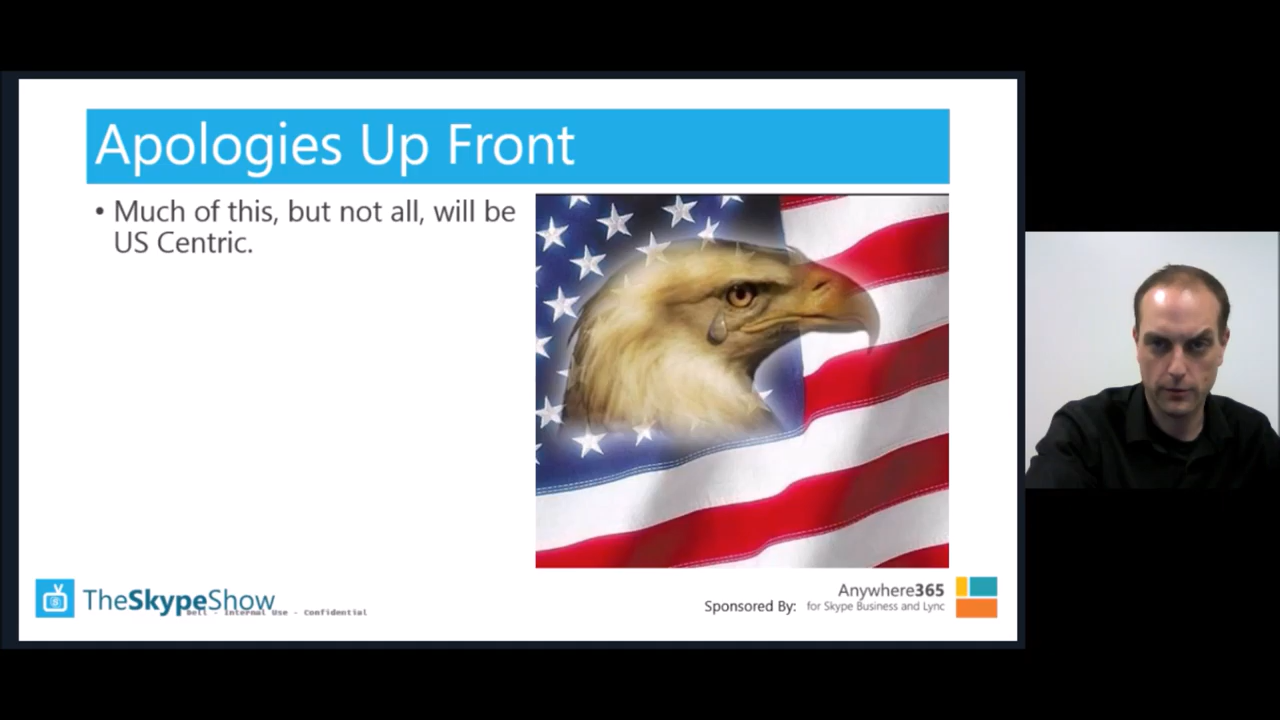 Apologies Up Front
• Much of this, but not all, will be
US Centric.
TheSkypeShow
Dell - Internal Use - Confidential
Anywhere365
Sponsored By: for Skype Business and Lync